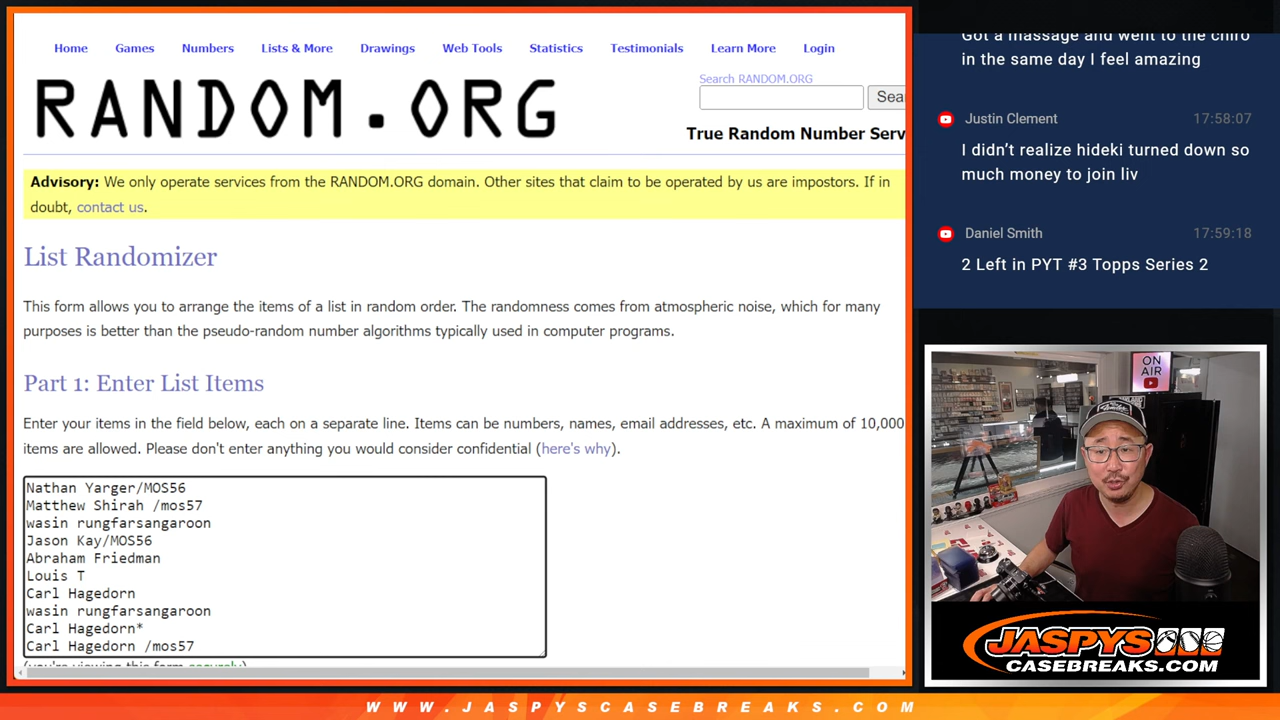 Home Games Numbers Lists & More Drawings Web Tools Statistics Testimonials Learn More Login
RANDOM.ORG
Search RANDOM.ORG
Sea
True Random Number Serv
Advisory: We only operate services from the RANDOM.ORG domain. Other sites that claim to be operated by us are impostors. If in
doubt, contact us.
List Randomizer
This form allows you to arrange the items of a list in random order. The randomness comes from atmospheric noise, which for many
purposes is better than the pseudo-random number algorithms typically used in computer programs.
Part 1: Enter List Items
Enter your items in the field below, each on a separate line. Items can be numbers, names, email addresses, etc. A maximum of 10,000
items are allowed. Please don't enter anything you would consider confidential (here's why).
Nathan Yarger/MOS56
Matthew Shirah /mos57
wasin rungfarsangaroon
Jason Kay/MOS56
Abraham Friedman
Louis T
Carl Hagedorn
wasin rungfarsangaroon
Carl Hagedorn*
Carl Hagedorn /mos57
(you're viewing this form securely)
Got a massage and went to the chiro
in the same day I feel amazing
Justin Clement 17:58:07
I didn’t realize hideki turned down so
much money to join liv
Daniel Smith 17:59:18
2 Left in PYT #3 Topps Series 2
ON
AIR
JASPYS
CASEBREAKS.COM
WWW.JASPYSCASEBREAKS.COM